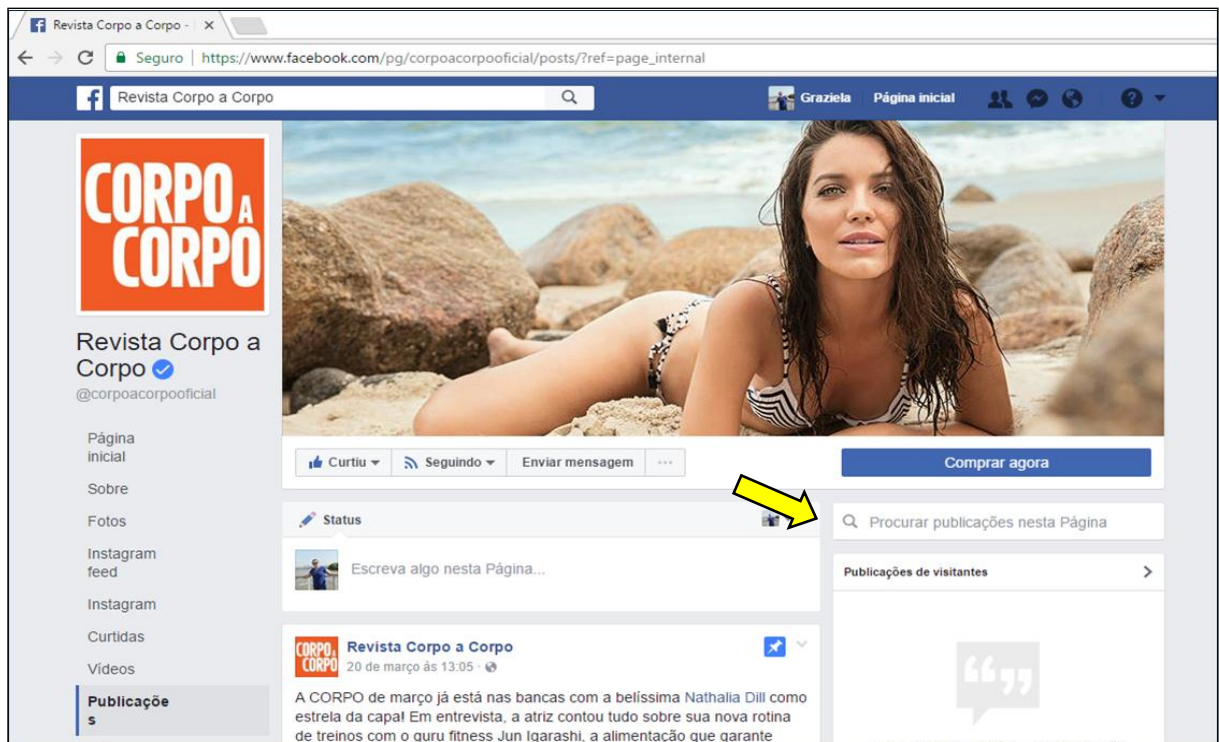 Revista Corpo a Corpo -
Seguro | https://www.facebook.com/pg/corpoacorpooficial/posts/?ref=page_internal
Revista Corpo a Corpo
Graziela
Página inicial
CORPO A
CORPO
Revista Corpo a
Corpo
@corpoacorpooficial
Página
inicial
Sobre
Fotos
Instagram
feed
Instagram
Curtidas
Vídeos
Publicaçõe
s
Curtiu
Seguindo
Enviar mensagem
Comprar agora
Status
Escreva algo nesta Página...
Procurar publicações nesta Página
Publicações de visitantes
CORPO A
CORPO
Revista Corpo a Corpo
20 de março às 13:05 ·
A CORPO de março já está nas bancas com a belíssima Nathalia Dill como
estrela da capa! Em entrevista, a atriz contou tudo sobre sua nova rotina
de treinos com o guru fitness Jun Igarashi, a alimentação que garante